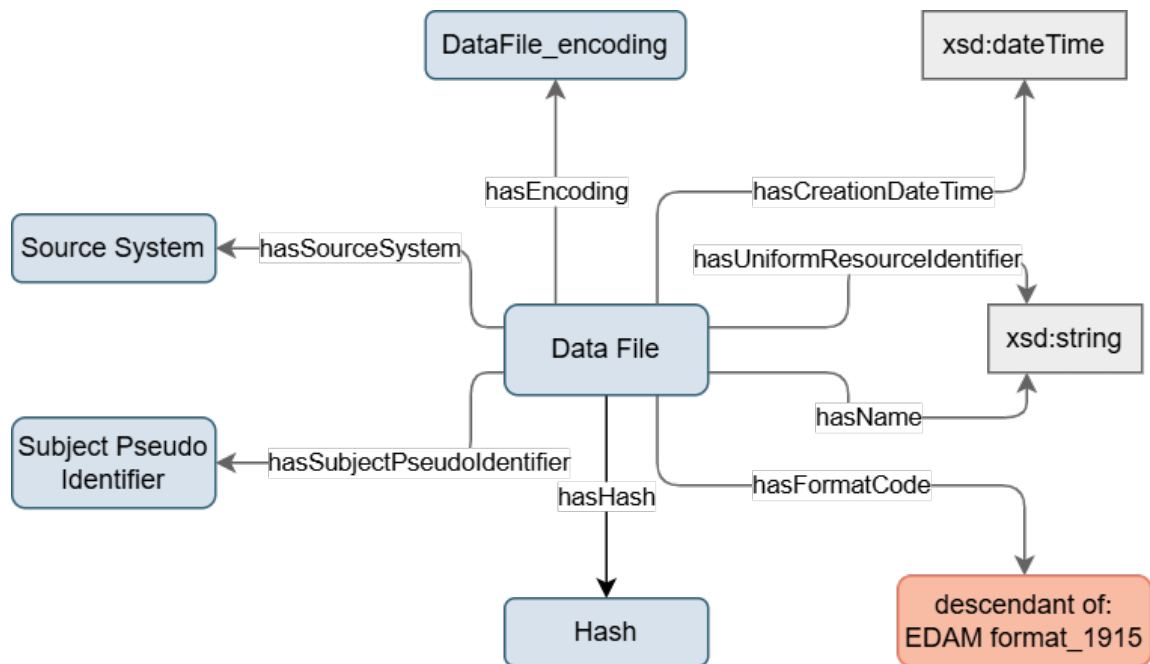 DataFile_encoding
xsd:dateTime
hasEncoding
hasCreationDateTime
Source System
hasSourceSystem
hasUniformResourceIdentifier
Data File
xsd:string
hasName
Subject Pseudo
Identifier
hasSubjectPseudoIdentifier
hasHash
hasFormatCode
Hash
descendant of:
EDAM format_1915